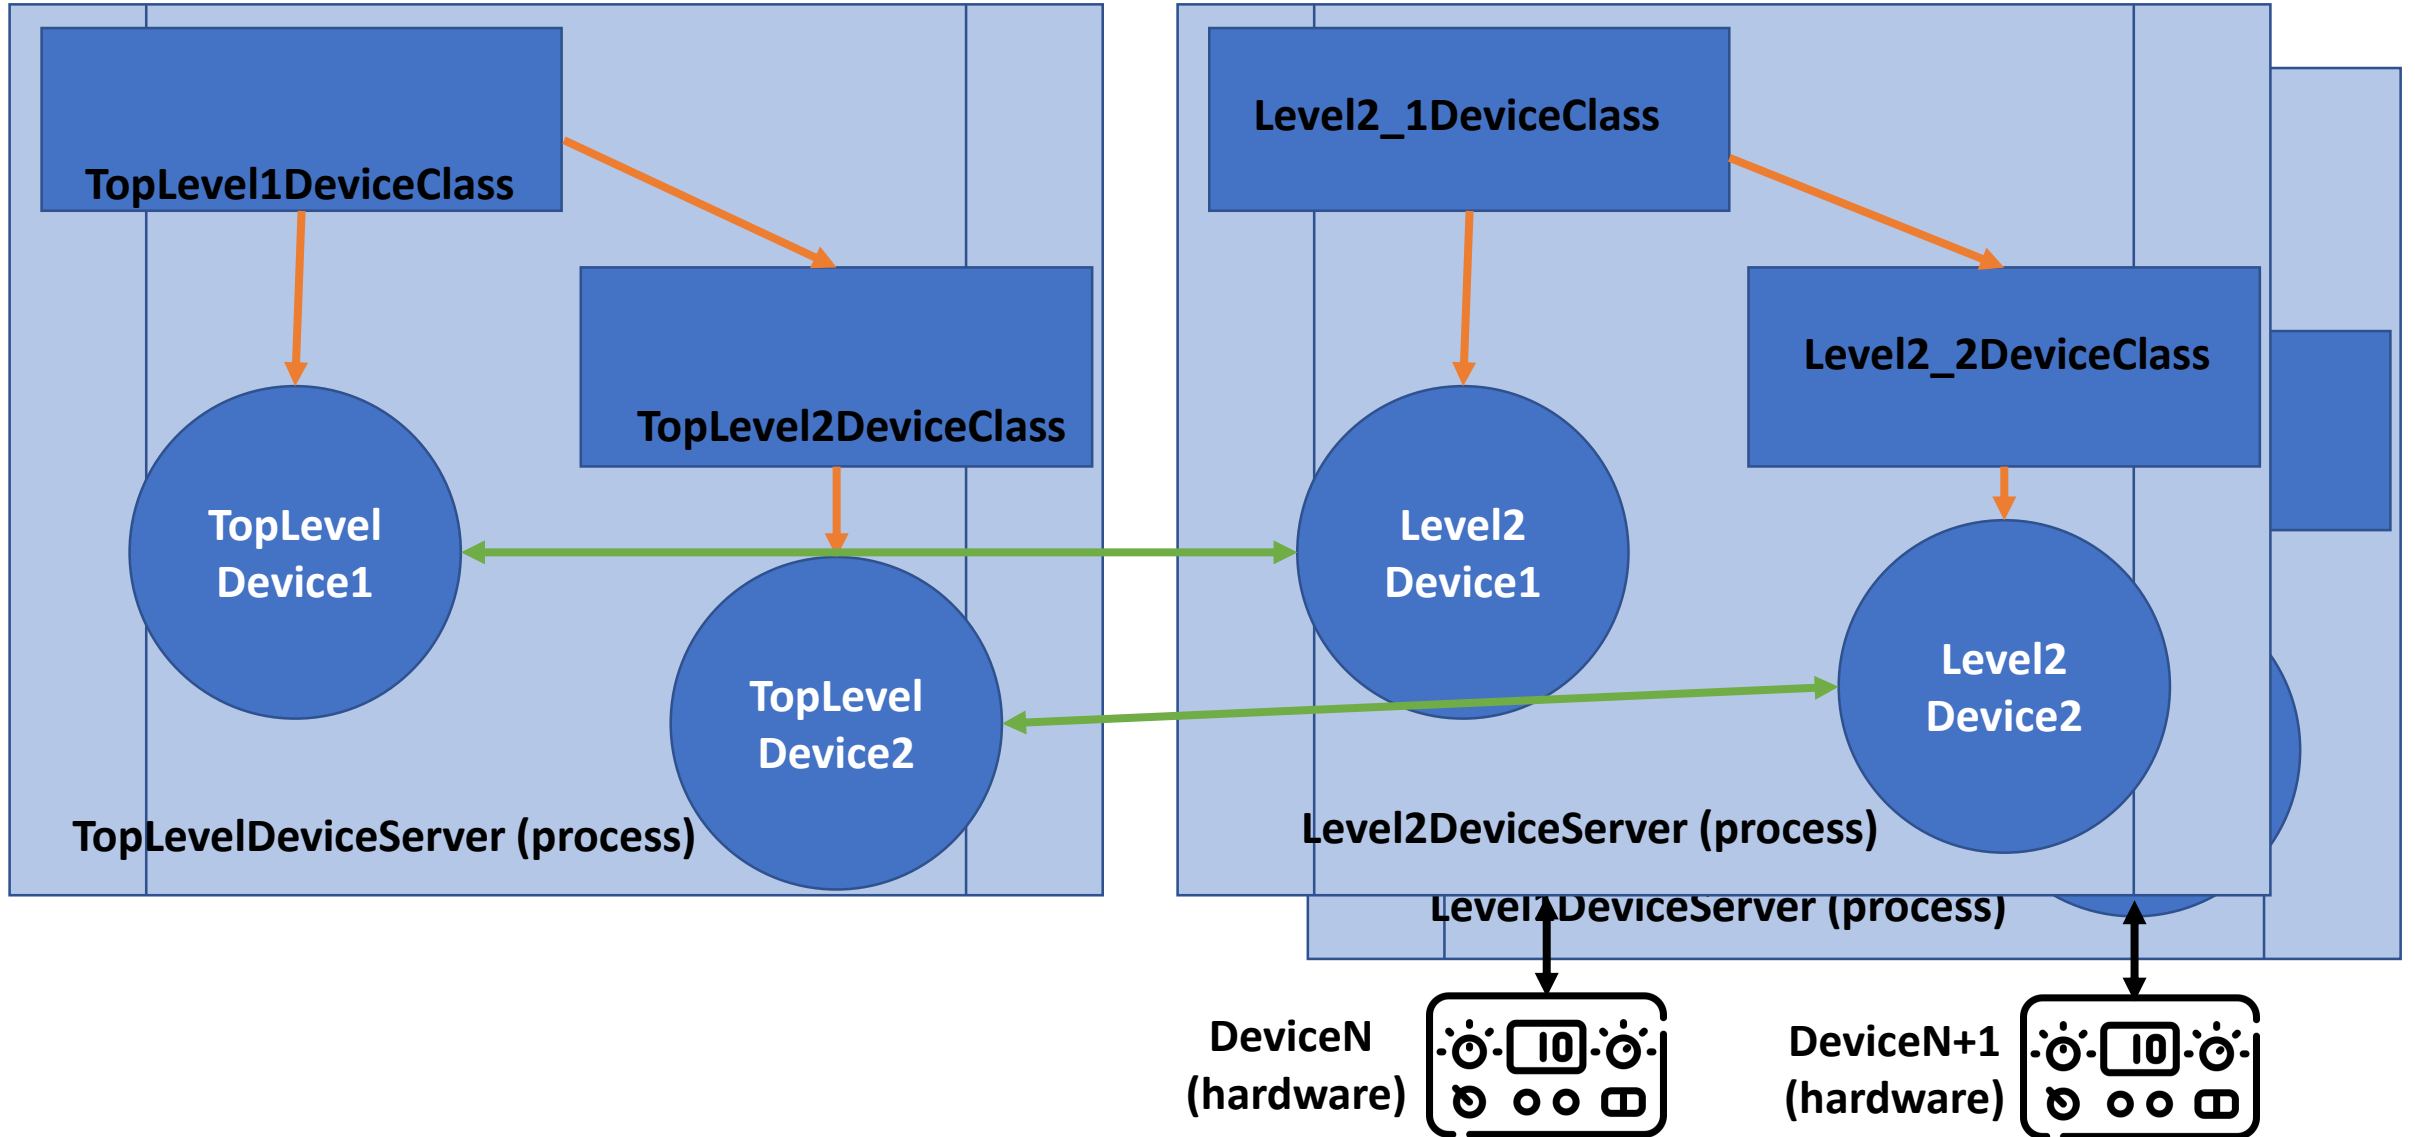 TopLevel1DeviceClass
TopLevel2DeviceClass
TopLevel
Device1
TopLevel
Device2
TopLevelDeviceServer (process)
Level2_1DeviceClass
Level2_2DeviceClass
Level2
Device1
Level2
Device2
Level2DeviceServer (process)
Level2DeviceServer (process)
DeviceN
(hardware)
10
DeviceN+1
(hardware)
10